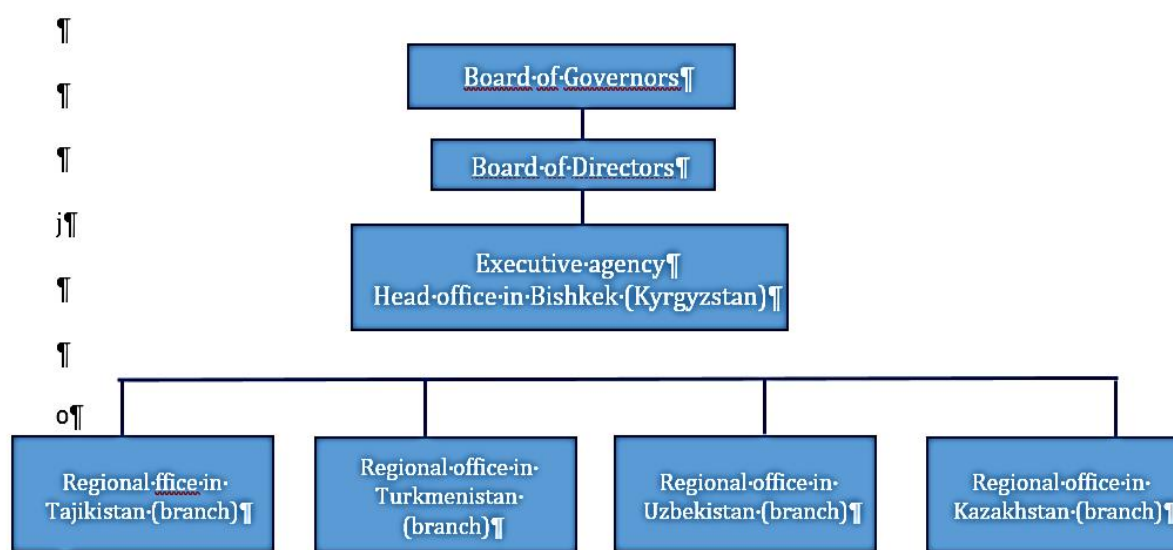 ¶
Board·of·Governors¶
¶
¶
Board·of·Directors¶
j¶
Executive·agency¶
¶
Head·office·in·Bishkek·(Kyrgyzstan)¶
¶
o¶
Regional·ffice·in·
Tajikistan·(branch)¶
Regional·office·in·
Turkmenistan·
(branch)¶
Regional·office·in·
Uzbekistan·(branch)¶
Regional·office·in·
Kazakhstan·(branch)¶